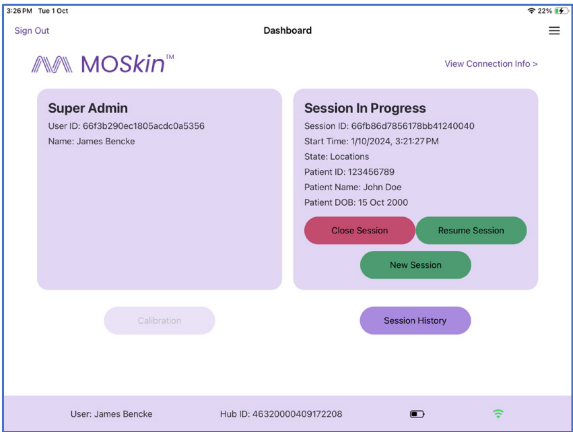 3:26 PM Tue 1 Oct 22%
Sign Out Dashboard
MOSkin™ View Connection Info >
Super Admin
User ID: 66f3b290ec1805acdc0a5356
Name: James Bencke
Session In Progress
Session ID: 66fb86d7856178bb41240040
Start Time: 1/10/2024, 3:21:27 PM
State: Locations
Patient ID: 123456789
Patient Name: John Doe
Patient DOB: 15 Oct 2000
Close Session Resume Session
New Session
Calibration Session History
User: James Bencke Hub ID: 46320000409172208